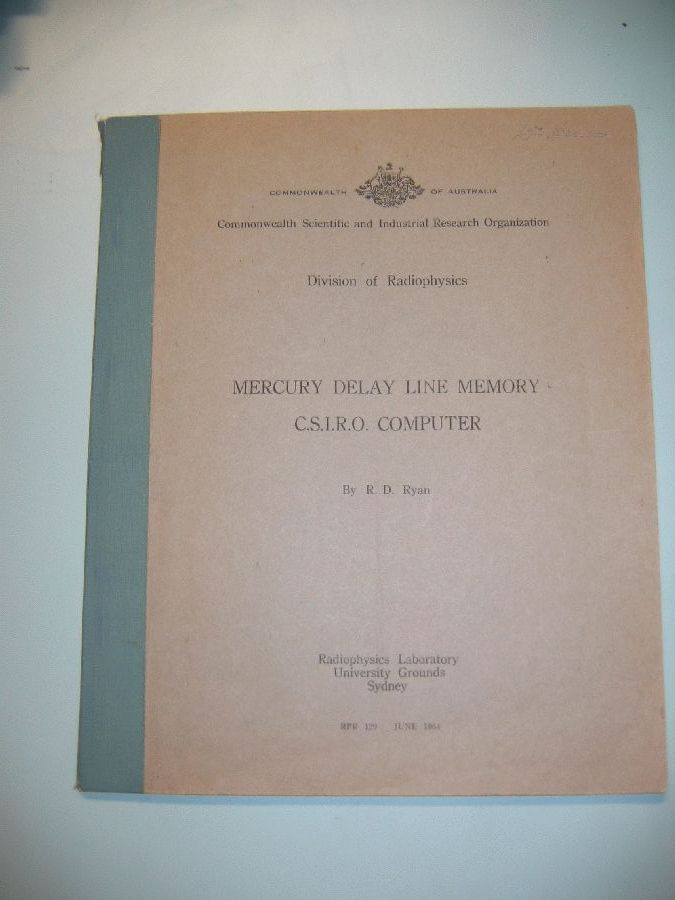 COMMONWEALTH OF AUSTRALIA
Commonwealth Scientific and Industrial Research Organization
Division of Radiophysics
MERCURY DELAY LINE MEMORY
C.S.I.R.O. COMPUTER
By R. D. Ryan
Radiophysics Laboratory
University Grounds
Sydney
RPR 129 JUNE 1954